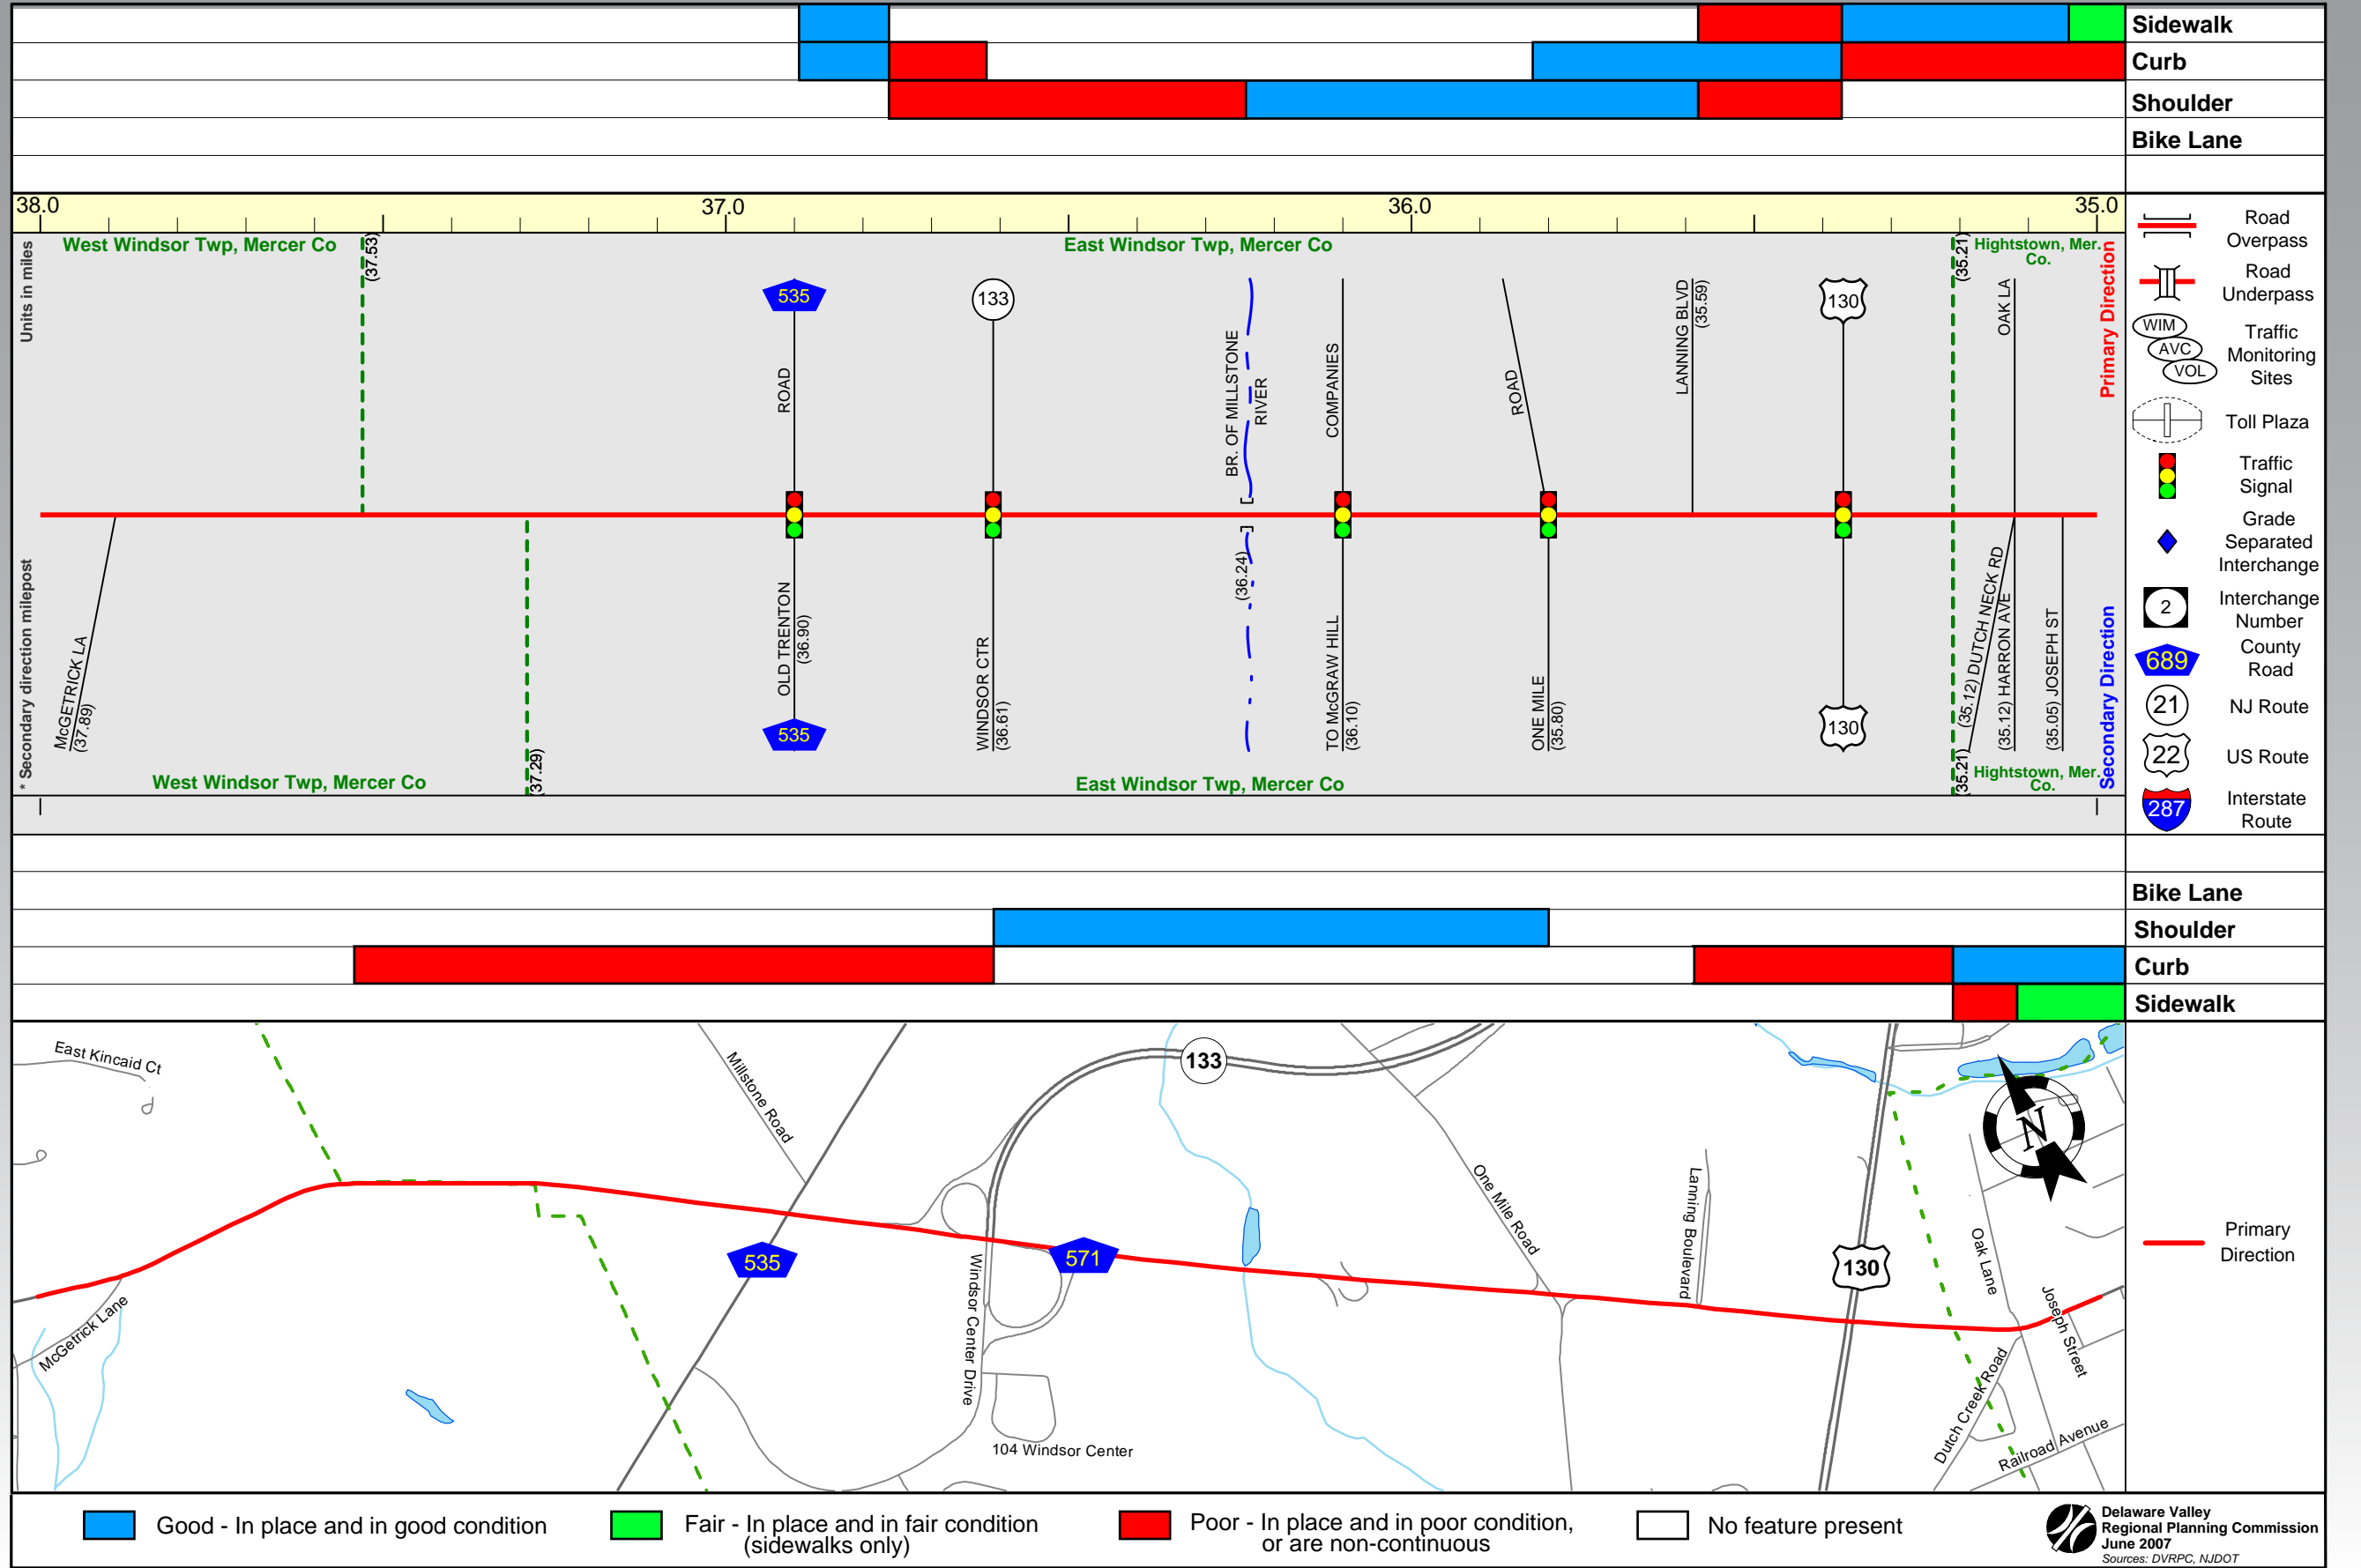 Sidewalk
Curb
Shoulder
Bike Lane
38.0
37.0
36.0
35.0
Units in miles
West Windsor Twp, Mercer Co
(37.53)
East Windsor Twp, Mercer Co
(35.21)
Hightstown, Mer.
Co.
Primary Direction
535
ROAD
133
BR. OF MILLSTONE
RIVER
COMPANIES
ROAD
LANNING BLVD
(35.59)
130
OAK LA
* Secondary direction milepost
McGETRICK LA
(37.89)
West Windsor Twp, Mercer Co
(37.29)
OLD TRENTON
(36.90)
535
WINDSOR CTR
(36.61)
(36.24)
TO McGRAW HILL
(36.10)
ONE MILE
(35.80)
130
East Windsor Twp, Mercer Co
(35.21)
(35.12) DUTCH NECK RD
(35.12) HARRON AVE
(35.05) JOSEPH ST
Hightstown, Mer.
Co.
Secondary Direction
Road
Overpass
Road
Underpass
WIM
AVC
VOL
Traffic
Monitoring
Sites
Toll Plaza
Traffic
Signal
Grade
Separated
Interchange
2
Interchange
Number
689
County
Road
21
NJ Route
22
US Route
287
Interstate
Route
Bike Lane
Shoulder
Curb
Sidewalk
East Kincaid Ct
Millstone Road
133
One Mile Road
Lanning Boulevard
N
McGetrick Lane
535
571
Windsor Center Drive
104 Windsor Center
130
Oak Lane
Joseph Street
Dutch Creek Road
Railroad Avenue
Primary
Direction
Good - In place and in good condition
Fair - In place and in fair condition
(sidewalks only)
Poor - In place and in poor condition,
or are non-continuous
No feature present
Delaware Valley
Regional Planning Commission
June 2007
Sources: DVRPC, NJDOT